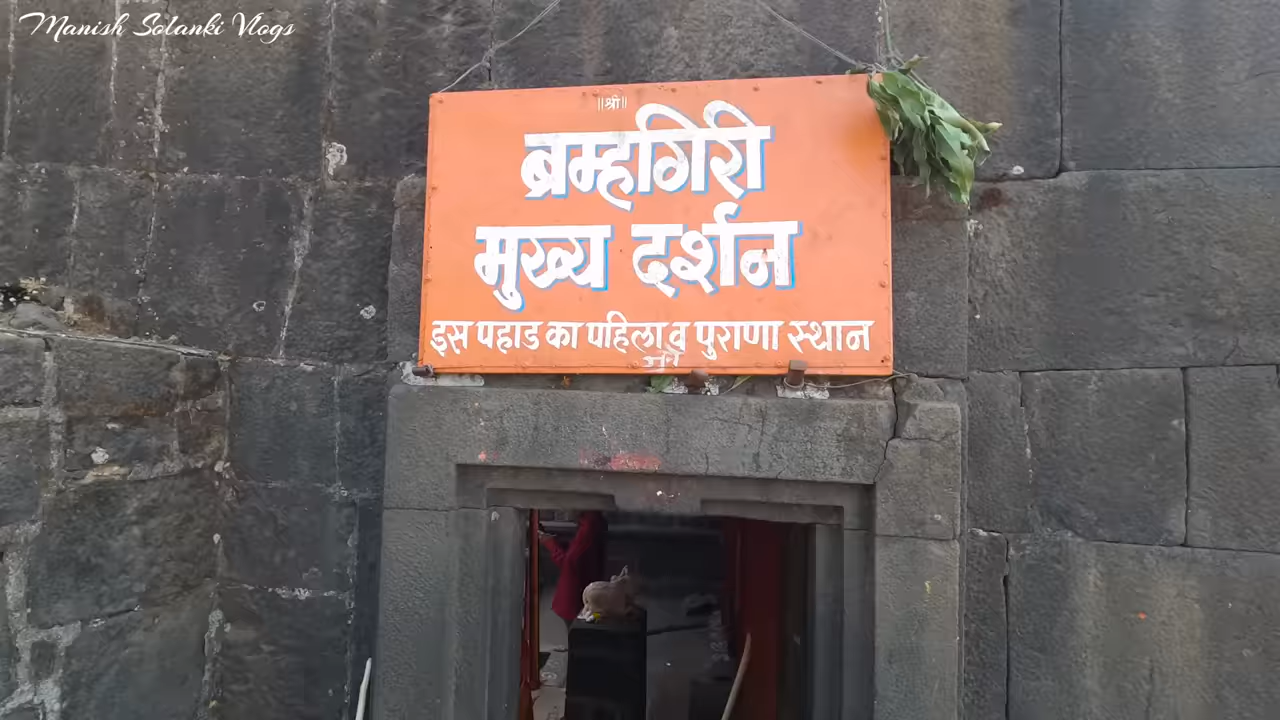 Manish Solanki Vlogs
॥श्री॥
ब्रम्हगिरी
मुख्य दर्शन
इस पहाड का पहिला व पुराणा स्थान